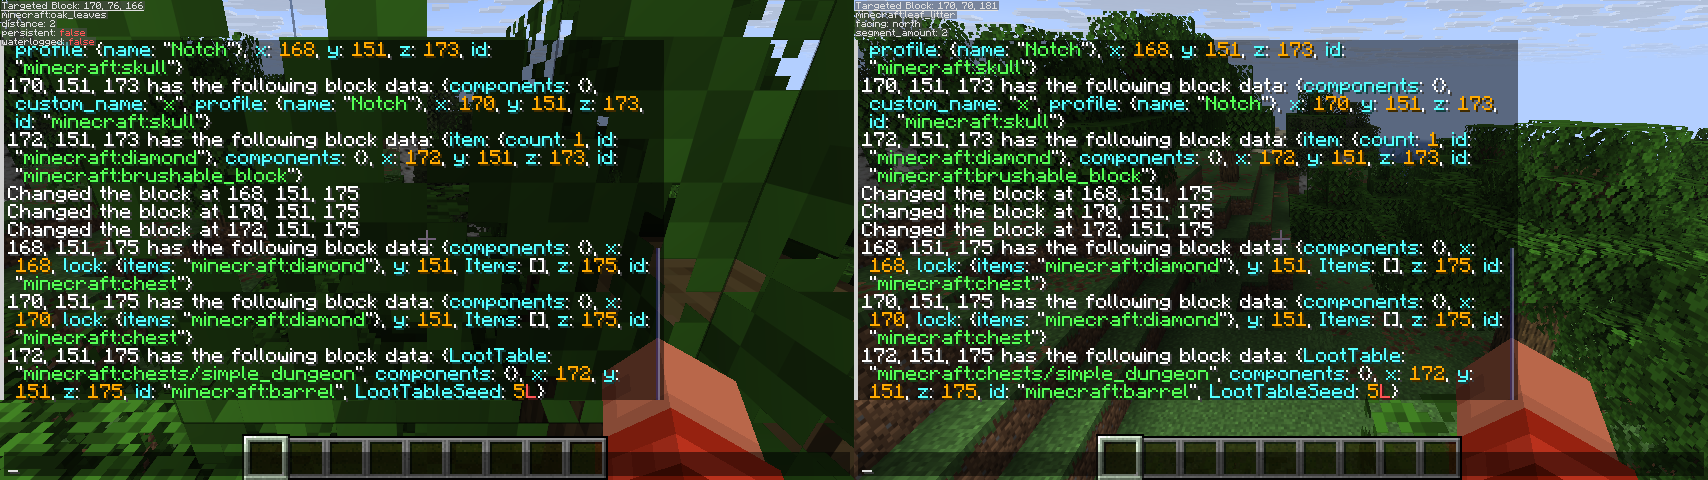 Targeted Block: 170, 76, 166
minecraft:oak_leaves
distance: 2
persistent: false
waterlogged: false
profile: {name: "Notch"}, x: 168, y: 151, z: 173, id:
"minecraft:skull"}
170, 151, 173 has the following block data: {components: {},
custom_name: "x", profile: {name: "Notch"}, x: 170, y: 151, z: 173,
id: "minecraft:skull"}
172, 151, 173 has the following block data: {item: {count: 1, id:
"minecraft:diamond"}, components: {}, x: 172, y: 151, z: 173, id:
"minecraft:brushable_block"}
Changed the block at 168, 151, 175
Changed the block at 170, 151, 175
Changed the block at 172, 151, 175
168, 151, 175 has the following block data: {components: {}, x:
168, lock: {items: "minecraft:diamond"}, y: 151, Items: [], z: 175, id:
"minecraft:chest"}
170, 151, 175 has the following block data: {components: {}, x:
170, lock: {items: "minecraft:diamond"}, y: 151, Items: [], z: 175, id:
"minecraft:chest"}
172, 151, 175 has the following block data: {LootTable:
"minecraft:chests/simple_dungeon", components: {}, x: 172, y:
151, z: 175, id: "minecraft:barrel", LootTableSeed: 5L}
_
Targeted Block: 170, 70, 181
minecraft:leaf_litter
facing: north
segment_amount: 2
profile: {name: "Notch"}, x: 168, y: 151, z: 173, id:
"minecraft:skull"}
170, 151, 173 has the following block data: {components: {},
custom_name: "x", profile: {name: "Notch"}, x: 170, y: 151, z: 173,
id: "minecraft:skull"}
172, 151, 173 has the following block data: {item: {count: 1, id:
"minecraft:diamond"}, components: {}, x: 172, y: 151, z: 173, id:
"minecraft:brushable_block"}
Changed the block at 168, 151, 175
Changed the block at 170, 151, 175
Changed the block at 172, 151, 175
168, 151, 175 has the following block data: {components: {}, x:
168, lock: {items: "minecraft:diamond"}, y: 151, Items: [], z: 175, id:
"minecraft:chest"}
170, 151, 175 has the following block data: {components: {}, x:
170, lock: {items: "minecraft:diamond"}, y: 151, Items: [], z: 175, id:
"minecraft:chest"}
172, 151, 175 has the following block data: {LootTable:
"minecraft:chests/simple_dungeon", components: {}, x: 172, y:
151, z: 175, id: "minecraft:barrel", LootTableSeed: 5L}
_